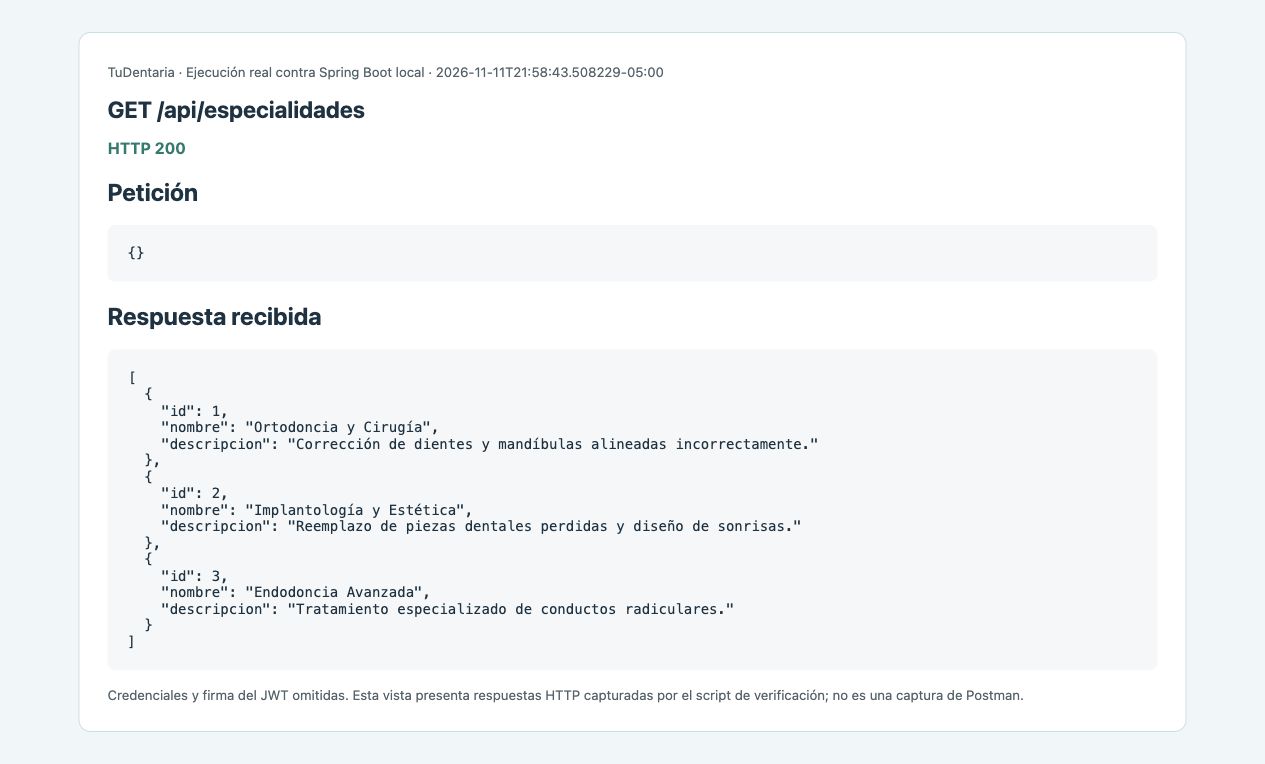 TuDentaria · Ejecución real contra Spring Boot local · 2026-11-11T21:58:43.508229-05:00
GET /api/especialidades
HTTP 200
Petición
{}
Respuesta recibida
[
  {
    "id": 1,
    "nombre": "Ortodoncia y Cirugía",
    "descripcion": "Corrección de dientes y mandíbulas alineadas incorrectamente."
  },
  {
    "id": 2,
    "nombre": "Implantología y Estética",
    "descripcion": "Reemplazo de piezas dentales perdidas y diseño de sonrisas."
  },
  {
    "id": 3,
    "nombre": "Endodoncia Avanzada",
    "descripcion": "Tratamiento especializado de conductos radiculares."
  }
]
Credenciales y firma del JWT omitidas. Esta vista presenta respuestas HTTP capturadas por el script de verificación; no es una captura de Postman.